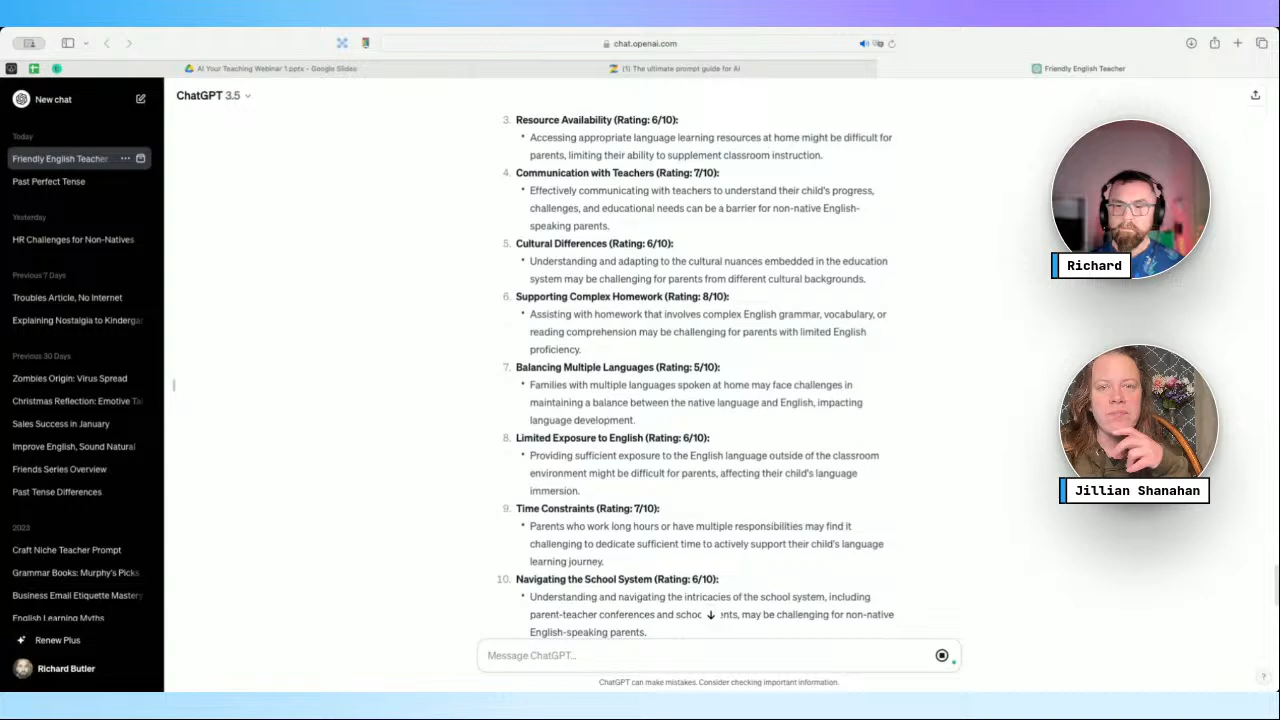 chat.openai.com
AI Your Teaching Webinar 1.pptx - Google Slides
(1) The ultimate prompt guide for AI
Friendly English Teacher
New chat
ChatGPT 3.5
Today
Friendly English Teacher
Past Perfect Tense
Yesterday
HR Challenges for Non-Natives
Previous 7 Days
Troubles Article, No Internet
Explaining Nostalgia to Kinderga
Previous 30 Days
Zombies Origin: Virus Spread
Christmas Reflection: Emotive Ta
Sales Success in January
Improve English, Sound Natural
Friends Series Overview
Past Tense Differences
2023
Craft Niche Teacher Prompt
Grammar Books: Murphy's Picks
Business Email Etiquette Mastery
English Learning Myths
Renew Plus
Richard Butler
3. Resource Availability (Rating: 6/10):
• Accessing appropriate language learning resources at home might be difficult for
parents, limiting their ability to supplement classroom instruction.
4. Communication with Teachers (Rating: 7/10):
• Effectively communicating with teachers to understand their child's progress,
challenges, and educational needs can be a barrier for non-native English-
speaking parents.
5. Cultural Differences (Rating: 6/10):
• Understanding and adapting to the cultural nuances embedded in the education
system may be challenging for parents from different cultural backgrounds.
6. Supporting Complex Homework (Rating: 8/10):
• Assisting with homework that involves complex English grammar, vocabulary, or
reading comprehension may be challenging for parents with limited English
proficiency.
7. Balancing Multiple Languages (Rating: 5/10):
• Families with multiple languages spoken at home may face challenges in
maintaining a balance between the native language and English, impacting
language development.
8. Limited Exposure to English (Rating: 6/10):
• Providing sufficient exposure to the English language outside of the classroom
environment might be difficult for parents, affecting their child's language
immersion.
9. Time Constraints (Rating: 7/10):
• Parents who work long hours or have multiple responsibilities may find it
challenging to dedicate sufficient time to actively support their child's language
learning journey.
10. Navigating the School System (Rating: 6/10):
• Understanding and navigating the intricacies of the school system, including
parent-teacher conferences and schoo ents, may be challenging for non-native
English-speaking parents.
Message ChatGPT...
ChatGPT can make mistakes. Consider checking important information.
Richard
Jillian Shanahan